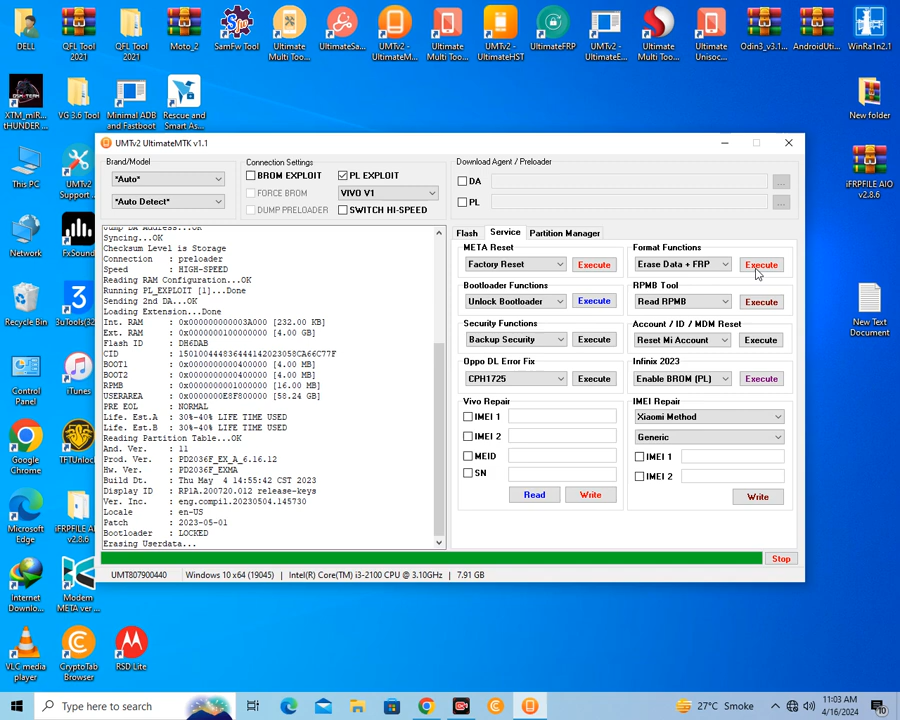 DELL
QFL Tool 2021
QFL Tool 2021
Moto_2
SamFw Tool
Ultimate Multi Too...
UltimateSa...
UMTv2 - UltimateM...
Ultimate Multi Too...
UMTv2 - UltimateHST
UltimateFRP
UMTv2 - UltimateE...
Ultimate Multi Too...
Ultimate Unisoc...
Odin3_v3.1...
AndroidUti...
WinRa1n2.1
XTM_miR... tHUNDER ...
VG 3.6 Tool
Minimal ADB and Fastboot
Rescue and Smart As...
New folder
This PC
UMTv2 Support ...
iFRPFILE AIO v2.8.6
Network
FxSound
iTunes
New Text Document
Recycle Bin
3uTools(32...
Control Panel
Google Chrome
TFTUnlock
Microsoft Edge
iFRPFILE AIO v2.8.6
Internet Downlo...
Modem META ver ...
VLC media player
CryptoTab Browser
RSD Lite
UMTv2 UltimateMTK v1.1
Brand/Model
*Auto*
*Auto Detect*
Connection Settings
BROM EXPLOIT
PL EXPLOIT
FORCE BROM
VIVO V1
DUMP PRELOADER
SWITCH HI-SPEED
Download Agent / Preloader
DA
...
PL
...
Jump DA Address...OK
Syncing...OK
Checksum Level is Storage
Connection : preloader
Speed : HIGH-SPEED
Reading RAM Configuration...OK
Running PL_EXPLOIT [1]...Done
Sending 2nd DA...OK
Loading Extension...Done
Int. RAM : 0x000000000003A000 [232.00 KB]
Ext. RAM : 0x0000000100000000 [4.00 GB]
Flash ID : DH6DAB
CID : 15010044483644414202305​8CA66C77F
BOOT1 : 0x0000000000400000 [4.00 MB]
BOOT2 : 0x0000000000400000 [4.00 MB]
RPMB : 0x0000000001000000 [16.00 MB]
USERAREA : 0x0000000E8F800000 [58.24 GB]
PRE EOL : NORMAL
Life. Est.A : 30%-40% LIFE TIME USED
Life. Est.B : 30%-40% LIFE TIME USED
Reading Partition Table...OK
And. Ver. : 11
Prod. Ver. : PD2036F_EX_A_6.16.12
Hw. Ver. : PD2036F_EXMA
Build Dt. : Thu May 4 14:55:42 CST 2023
Display ID : RP1A.200720.012 release-keys
Ver. Inc. : eng.compil.20230504.145730
Locale : en-US
Patch : 2023-05-01
Bootloader : LOCKED
Erasing Userdata...
Flash
Service
Partition Manager
META Reset
Factory Reset
Execute
Format Functions
Erase Data + FRP
Execute
Bootloader Functions
Unlock Bootloader
Execute
RPMB Tool
Read RPMB
Execute
Security Functions
Backup Security
Execute
Account / ID / MDM Reset
Reset Mi Account
Execute
Oppo DL Error Fix
CPH1725
Execute
Infinix 2023
Enable BROM (PL)
Execute
Vivo Repair
IMEI 1
IMEI 2
MEID
SN
Read
Write
IMEI Repair
Xiaomi Method
Generic
IMEI 1
IMEI 2
Write
Stop
UMT807900440
Windows 10 x64 (19045) | Intel(R) Core(TM) i3-2100 CPU @ 3.10GHz | 7.91 GB
Type here to search
27°C Smoke
11:03 AM
4/16/2024
10